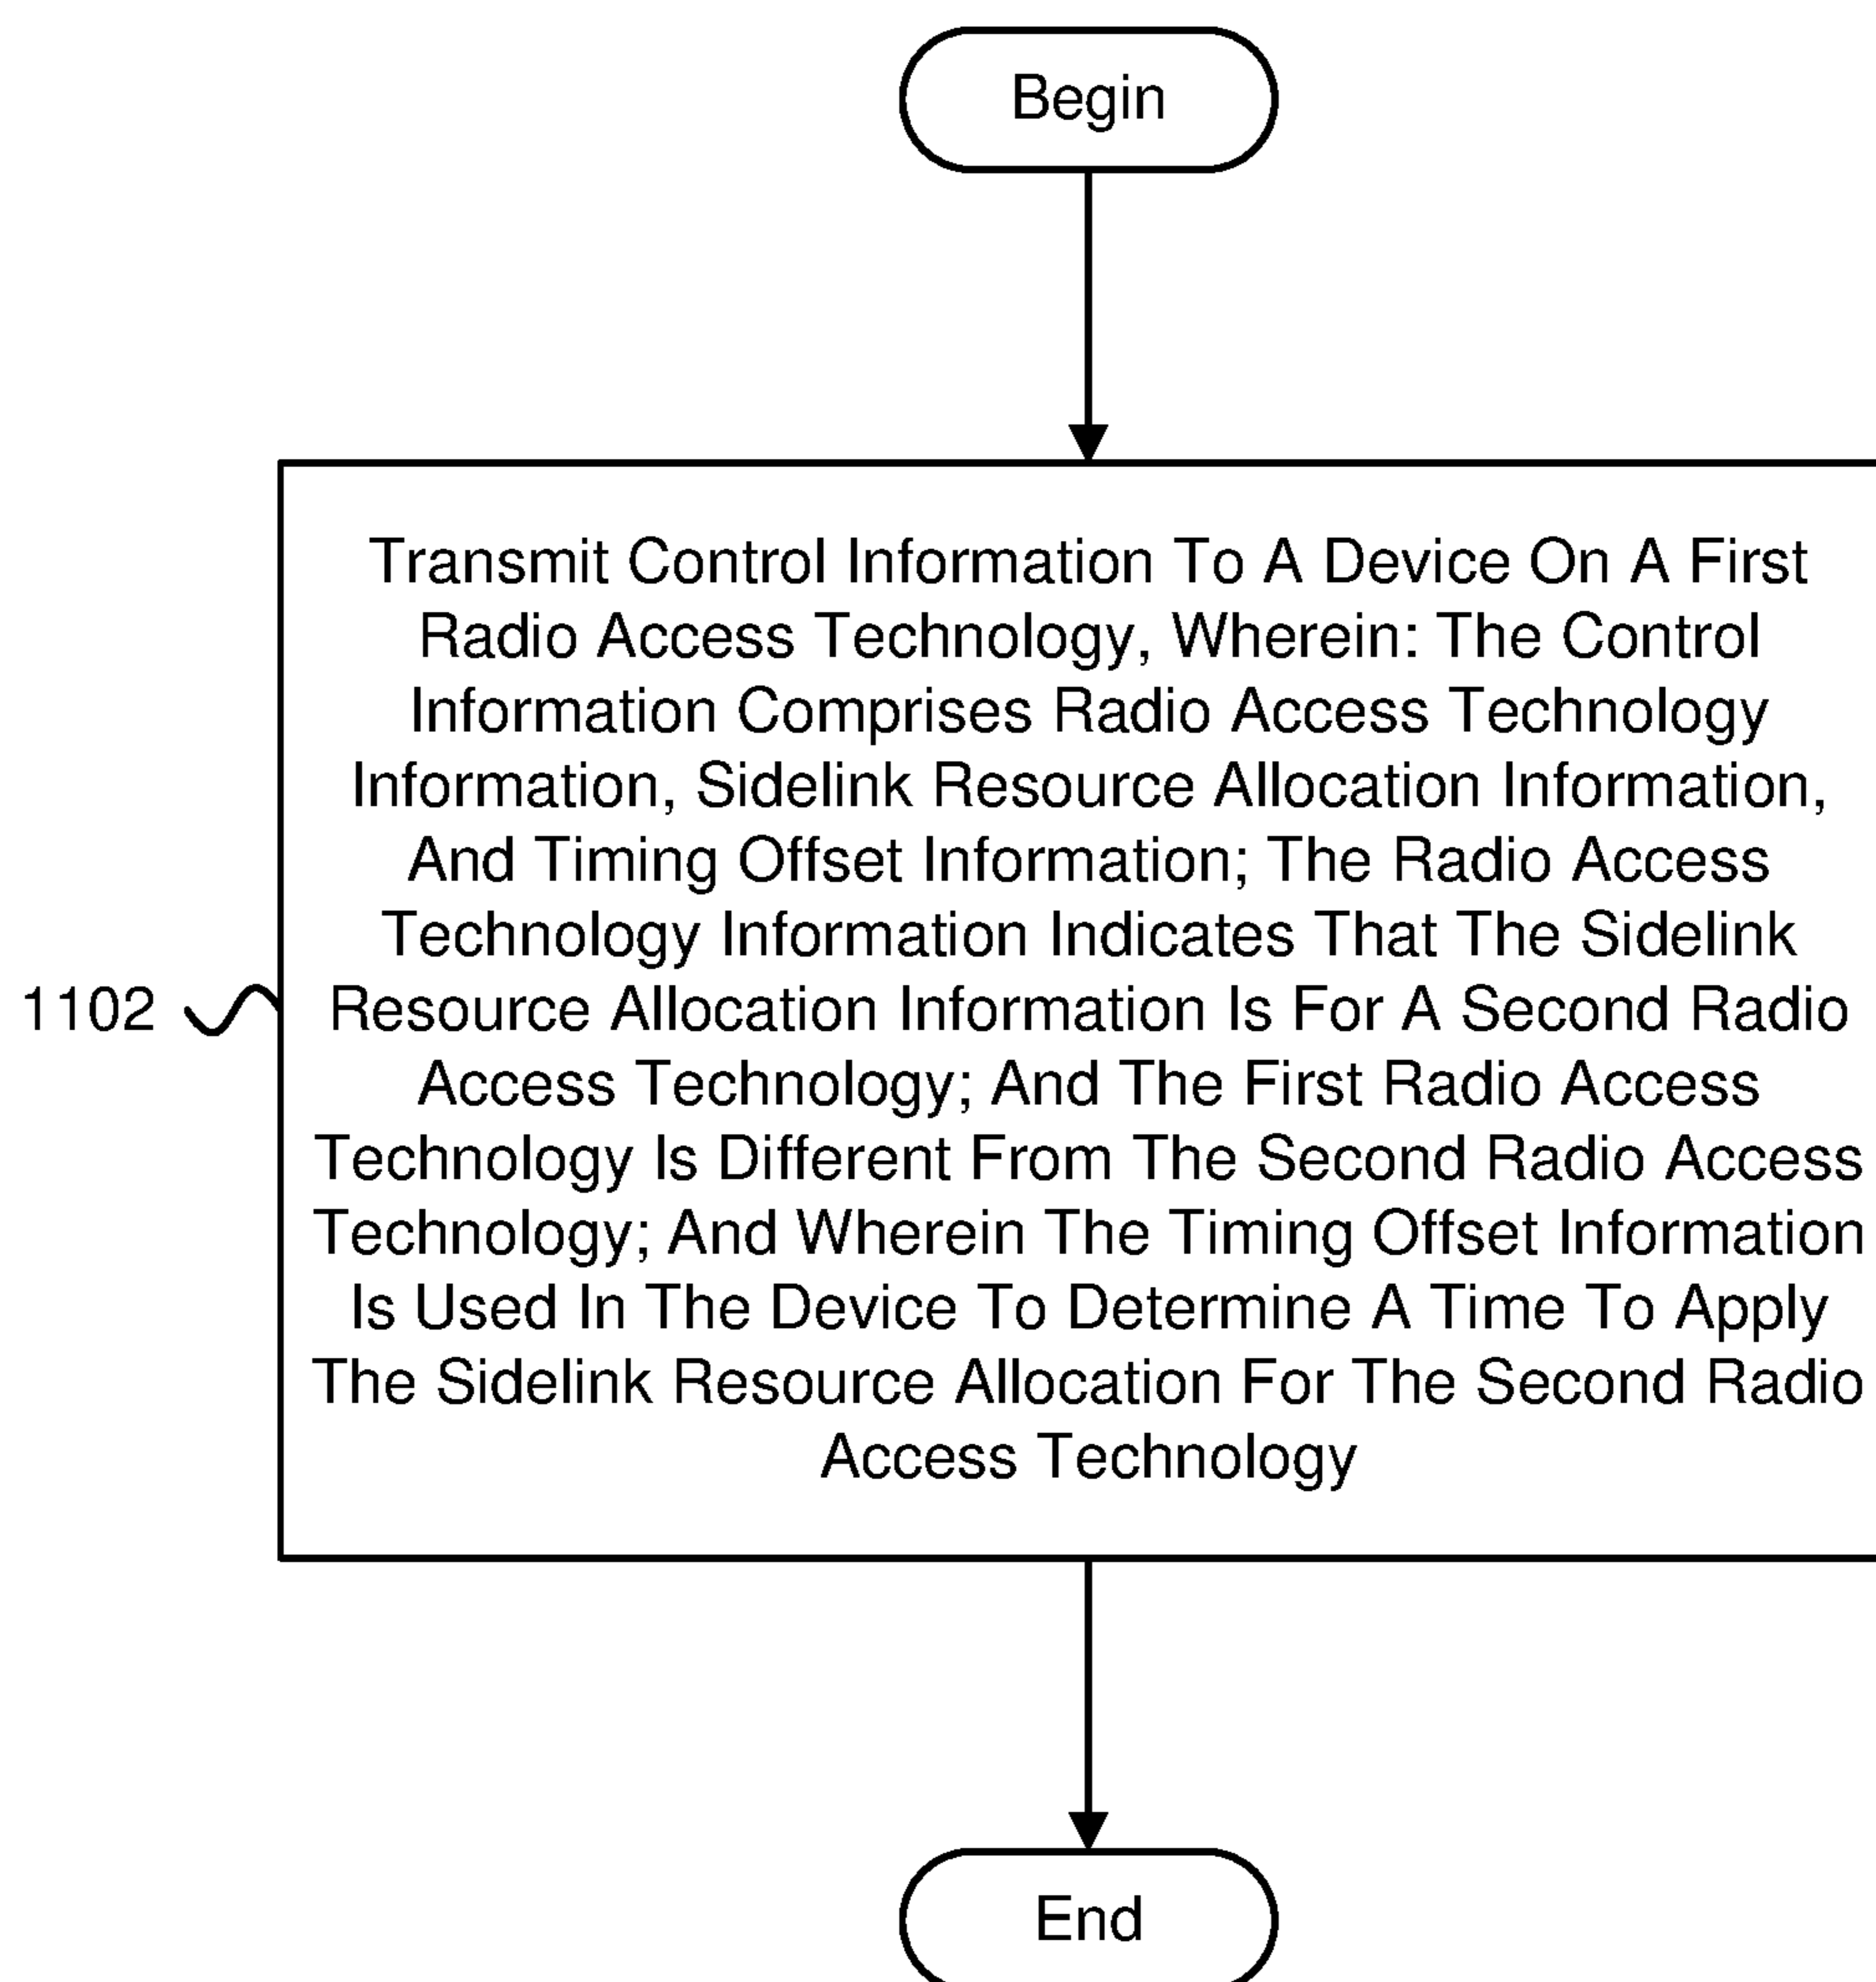 Begin
Transmit Control Information To A Device On A First
Radio Access Technology, Wherein: The Control
Information Comprises Radio Access Technology
Information, Sidelink Resource Allocation Information,
And Timing Offset Information; The Radio Access
Technology Information Indicates That The Sidelink
1102
Resource Allocation Information Is For A Second Radio
Access Technology; And The First Radio Access
Technology Is Different From The Second Radio Access
Technology; And Wherein The Timing Offset Information
Is Used In The Device To Determine A Time To Apply
The Sidelink Resource Allocation For The Second Radio
Access Technology
End